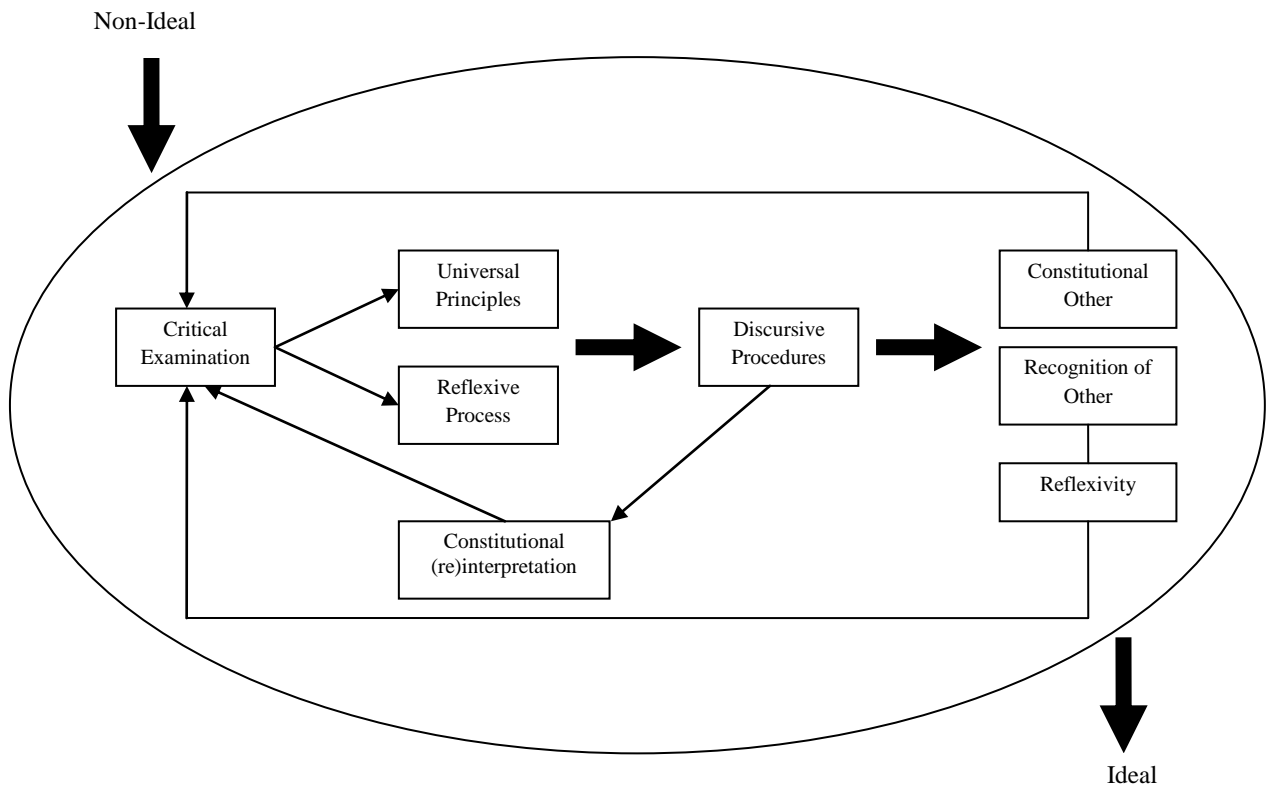 Non-Ideal
Universal
Principles
Constitutional
Other
Critical
Examination
Discursive
Procedures
Reflexive
Process
Recognition of
Other
Reflexivity
Constitutional
(re)interpretation
Ideal